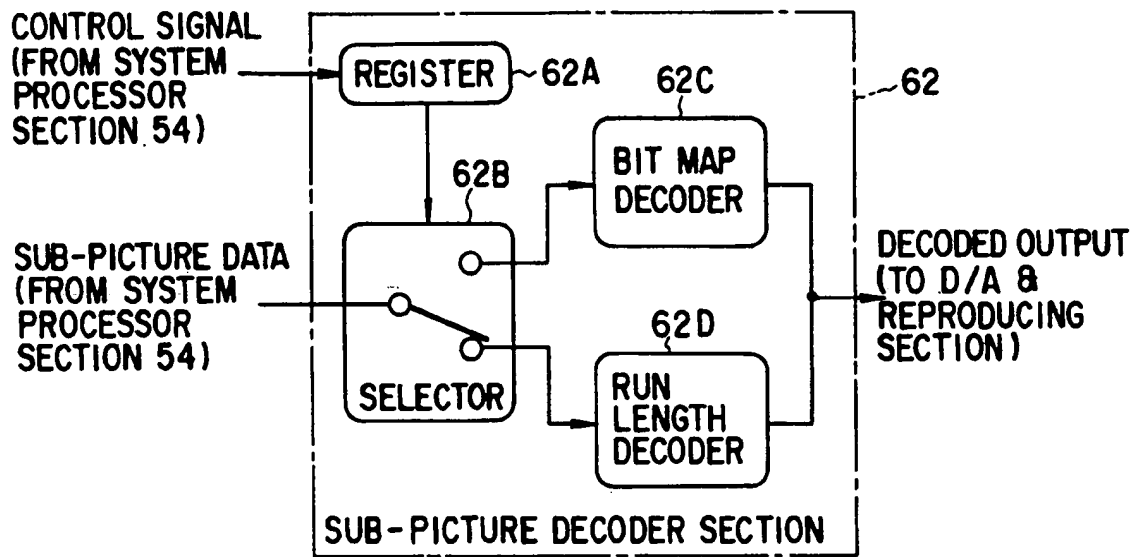 CONTROL SIGNAL
(FROM SYSTEM
PROCESSOR
SECTION 54)
REGISTER
62A
62C
62
BIT MAP
DECODER
62B
SUB-PICTURE DATA
(FROM SYSTEM
PROCESSOR
SECTION 54)
SELECTOR
DECODED OUTPUT
(TO D/A &
REPRODUCING
SECTION)
62D
RUN
LENGTH
DECODER
SUB-PICTURE DECODER SECTION